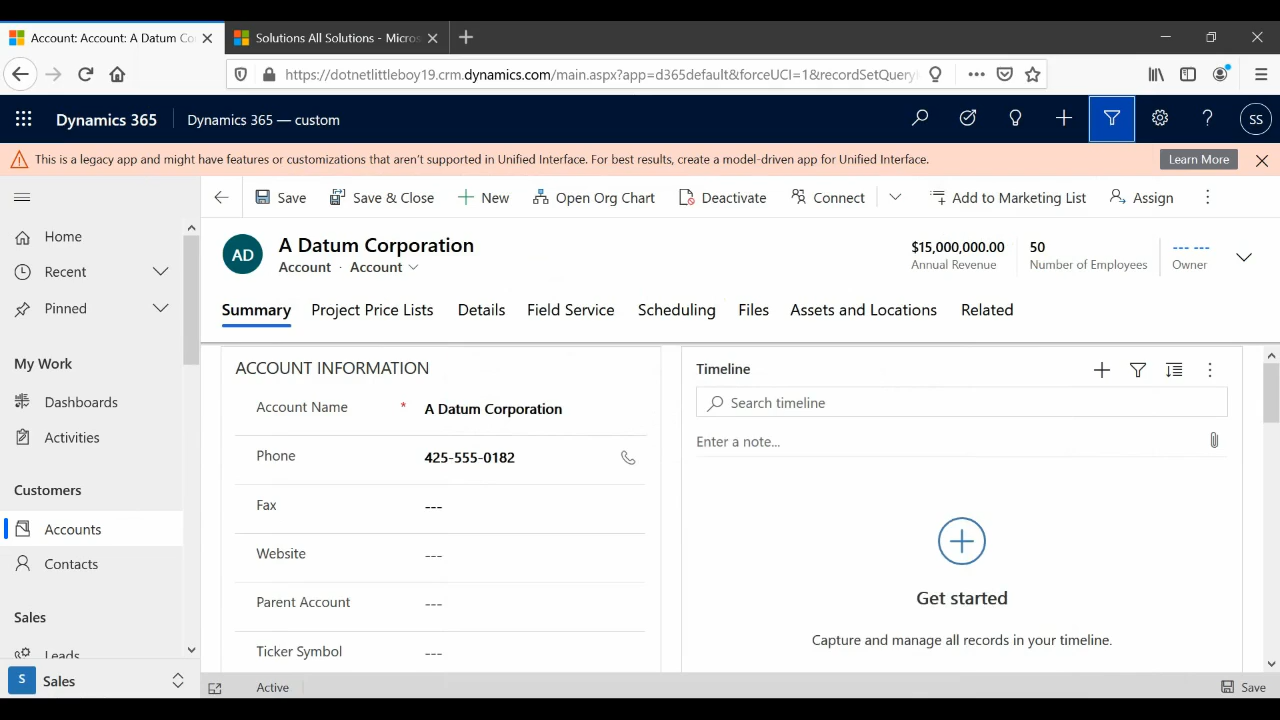 Account: Account: A Datum Co
Solutions All Solutions - Micros
https://dotnetlittleboy19.crm.dynamics.com/main.aspx?app=d365default&forceUCI=1&recordSetQuery
Dynamics 365
Dynamics 365 — custom
SS
This is a legacy app and might have features or customizations that aren't supported in Unified Interface. For best results, create a model-driven app for Unified Interface.
Learn More
Save
Save & Close
New
Open Org Chart
Deactivate
Connect
Add to Marketing List
Assign
Home
Recent
Pinned
My Work
Dashboards
Activities
Customers
Accounts
Contacts
Sales
Leads
S
Sales
AD
A Datum Corporation
Account · Account
$15,000,000.00
Annual Revenue
50
Number of Employees
--- ---
Owner
Summary
Project Price Lists
Details
Field Service
Scheduling
Files
Assets and Locations
Related
ACCOUNT INFORMATION
Account Name * A Datum Corporation
Phone 425-555-0182
Fax ---
Website ---
Parent Account ---
Ticker Symbol ---
Timeline
Search timeline
Enter a note...
Get started
Capture and manage all records in your timeline.
Active
Save